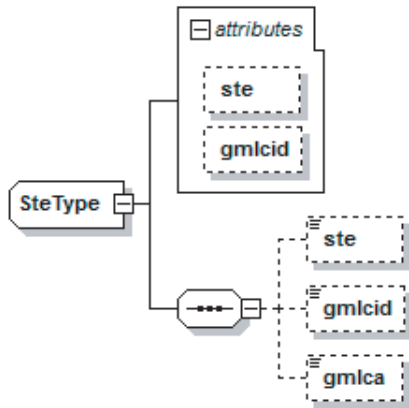 attributes
ste
gmlcid
SteType
ste
gmlcid
gmlca